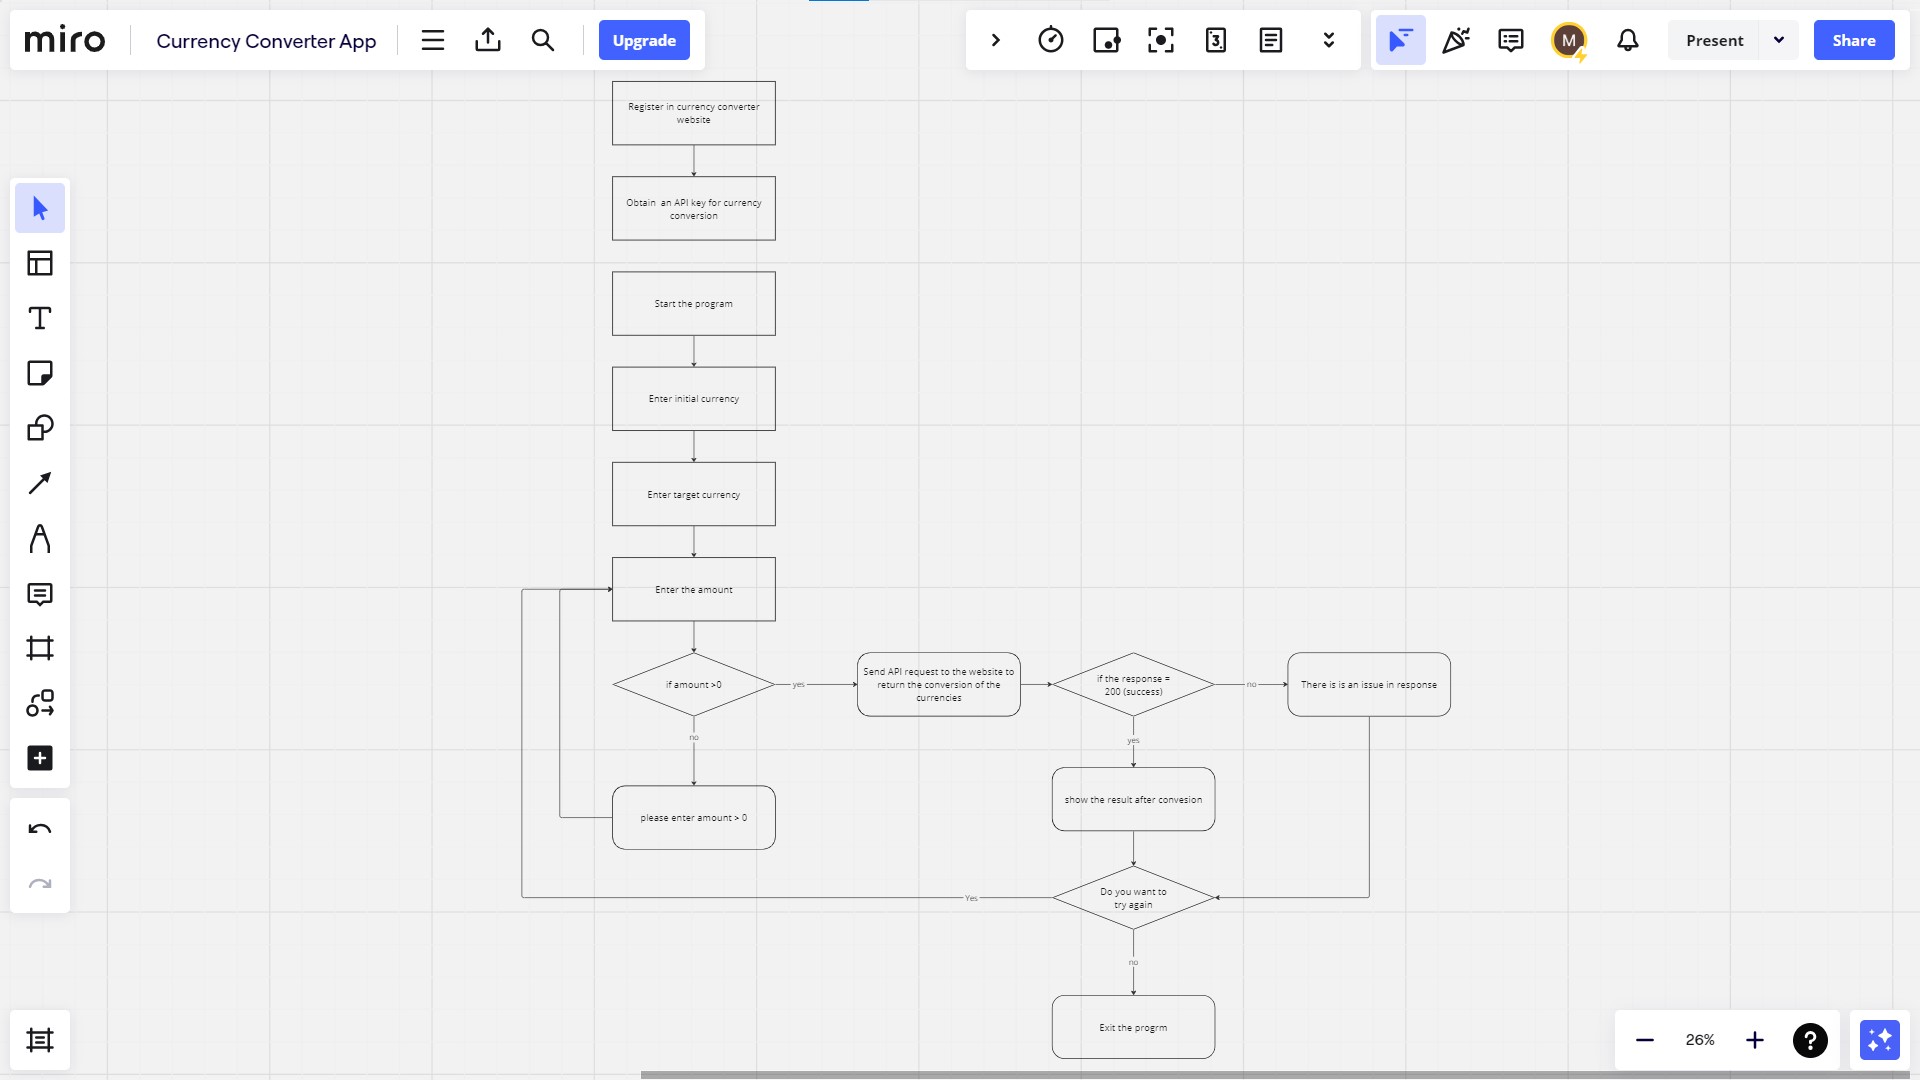 miro
Currency Converter App
Upgrade
3
M
Present
Share
Register in currency converter
website
Obtain an API key for currency
conversion
Start the program
Enter initial currency
Enter target currency
Enter the amount
if amount >0
yes
Send API request to the website to
return the conversion of the
currencies
if the response =
200 (success)
no
There is is an issue in response
no
yes
please enter amount > 0
show the result after convesion
Yes
Do you want to
try again
no
Exit the progrm
26%
?